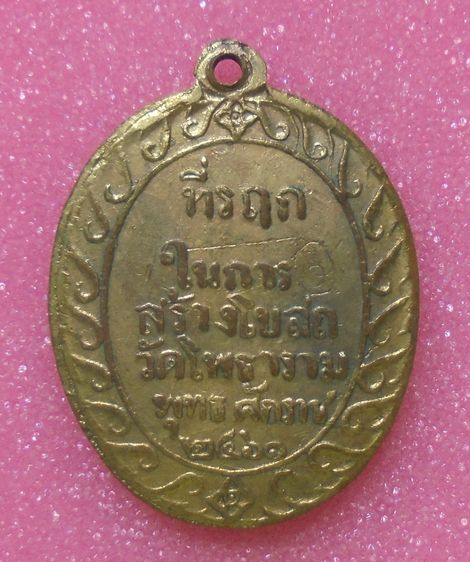 ที่รฤก
ในการ
สร้างโบสถ
วัดโพธาราม
พุทธศักราช
๒๔๖๑